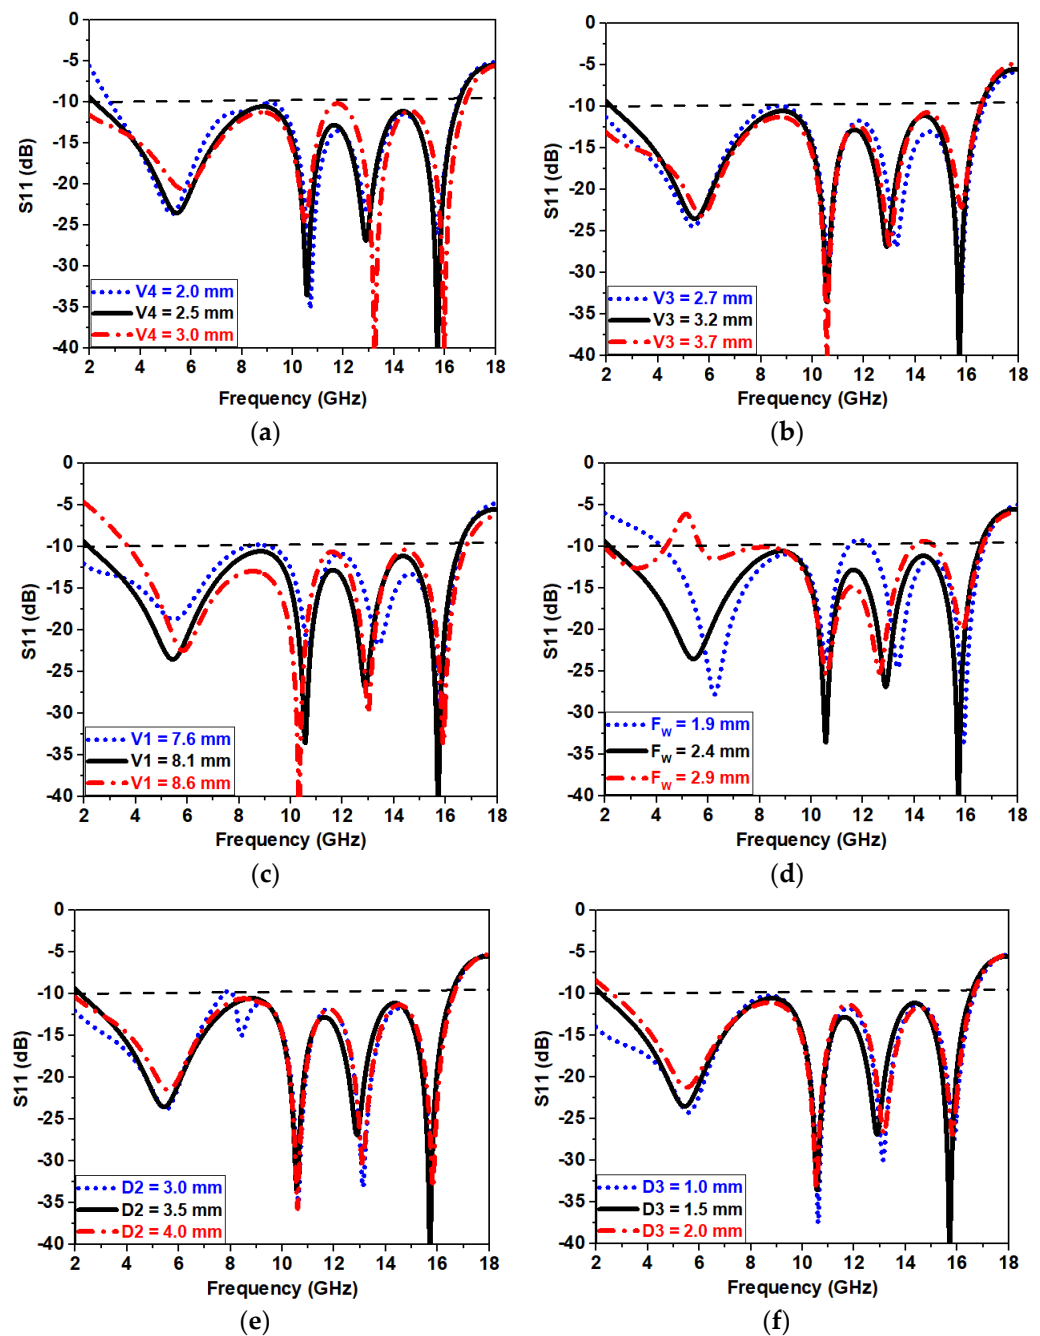 0
-5
-10
-15
-20
-25
-30
-35
-40
S11 (dB)
V4 = 2.0 mm
V4 = 2.5 mm
V4 = 3.0 mm
2 4 6 8 10 12 14 16 18
Frequency (GHz)
(a)
0
-5
-10
-15
-20
-25
-30
-35
-40
S11 (dB)
V3 = 2.7 mm
V3 = 3.2 mm
V3 = 3.7 mm
2 4 6 8 10 12 14 16 18
Frequency (GHz)
(b)
0
-5
-10
-15
-20
-25
-30
-35
-40
S11 (dB)
V1 = 7.6 mm
V1 = 8.1 mm
V1 = 8.6 mm
2 4 6 8 10 12 14 16 18
Frequency (GHz)
(c)
0
-5
-10
-15
-20
-25
-30
-35
-40
S11 (dB)
FW = 1.9 mm
FW = 2.4 mm
FW = 2.9 mm
2 4 6 8 10 12 14 16 18
Frequency (GHz)
(d)
0
-5
-10
-15
-20
-25
-30
-35
-40
S11 (dB)
D2 = 3.0 mm
D2 = 3.5 mm
D2 = 4.0 mm
2 4 6 8 10 12 14 16 18
Frequency (GHz)
(e)
0
-5
-10
-15
-20
-25
-30
-35
-40
S11 (dB)
D3 = 1.0 mm
D3 = 1.5 mm
D3 = 2.0 mm
2 4 6 8 10 12 14 16 18
Frequency (GHz)
(f)